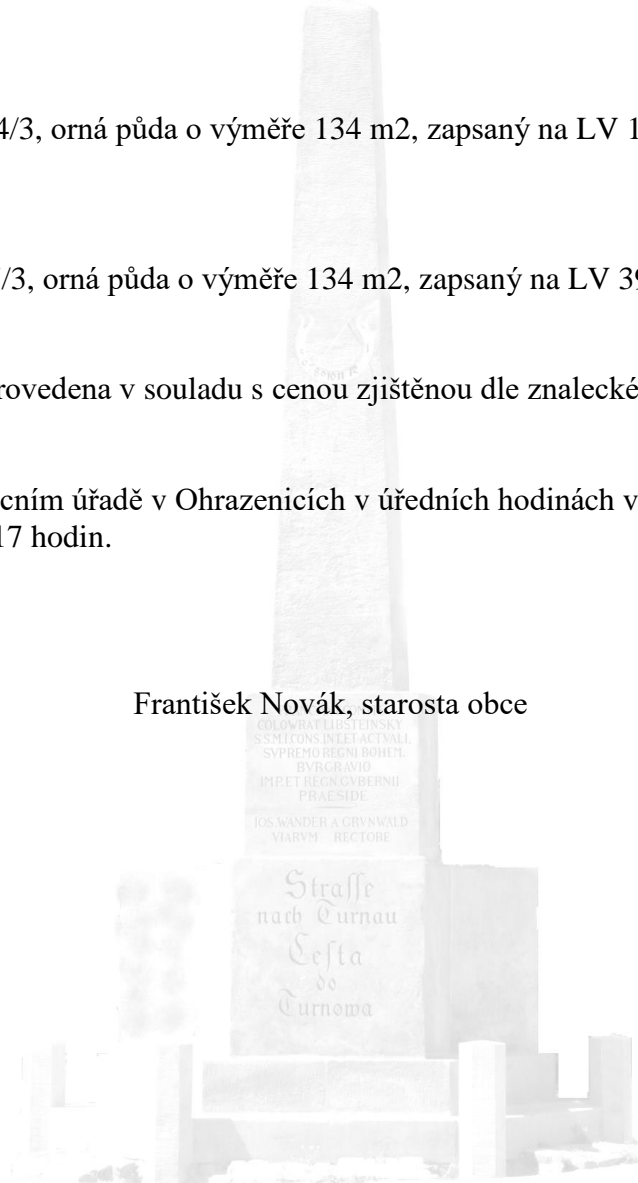 4/3, orná půda o výměře 134 m2, zapsaný na LV 1
/3, orná půda o výměře 134 m2, zapsaný na LV 39
rovedena v souladu s cenou zjištěnou dle znalecké
cním úřadě v Ohrazenicích v úředních hodinách v
17 hodin.
František Novák, starosta obce
COLOWRAT LIBSTEINSKY
S.S.M.I.CONS INT.ET ACTVALI.
SVPREMO REGNI BOHEM.
BVRGRAVIO
IMP.ET REGN.GVBERNII
PRAESIDE
IOS.WANDER A GRVNWALD
VIARVM RECTORE
Straſſe
nach Turnau
Ceſta
do
Turnowa